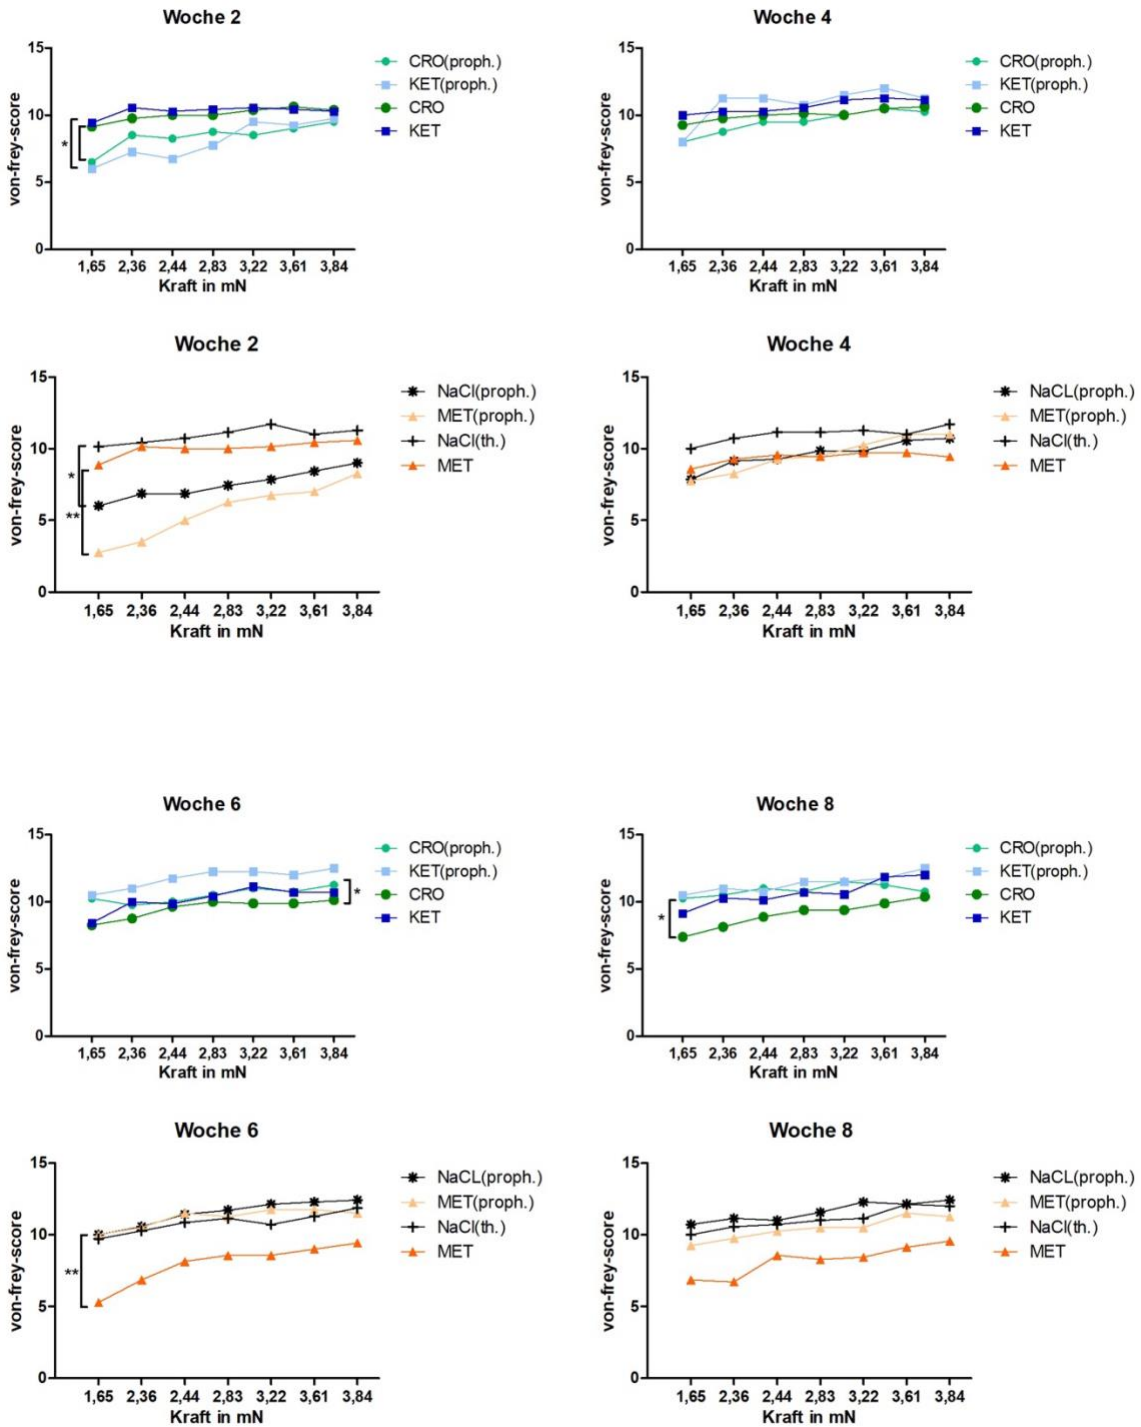 Woche 2
15
10
5
0
von-frey-score
*
1,65 2,36 2,44 2,83 3,22 3,61 3,84
Kraft in mN
CRO(proph.)
KET(proph.)
CRO
KET
Woche 4
15
10
5
0
von-frey-score
1,65 2,36 2,44 2,83 3,22 3,61 3,84
Kraft in mN
CRO(proph.)
KET(proph.)
CRO
KET
Woche 2
15
10
5
0
von-frey-score
*
**
1,65 2,36 2,44 2,83 3,22 3,61 3,84
Kraft in mN
NaCl(proph.)
MET(proph.)
NaCl(th.)
MET
Woche 4
15
10
5
0
von-frey-score
1,65 2,36 2,44 2,83 3,22 3,61 3,84
Kraft in mN
NaCL(proph.)
MET(proph.)
NaCl(th.)
MET
Woche 6
15
10
5
0
von-frey-score
*
1,65 2,36 2,44 2,83 3,22 3,61 3,84
Kraft in mN
CRO(proph.)
KET(proph.)
CRO
KET
Woche 8
15
10
5
0
von-frey-score
*
1,65 2,36 2,44 2,83 3,22 3,61 3,84
Kraft in mN
CRO(proph.)
KET(proph.)
CRO
KET
Woche 6
15
10
5
0
von-frey-score
**
1,65 2,36 2,44 2,83 3,22 3,61 3,84
Kraft in mN
NaCL(proph.)
MET(proph.)
NaCl(th.)
MET
Woche 8
15
10
5
0
von-frey-score
1,65 2,36 2,44 2,83 3,22 3,61 3,84
Kraft in mN
NaCL(proph.)
MET(proph.)
NaCl(th.)
MET